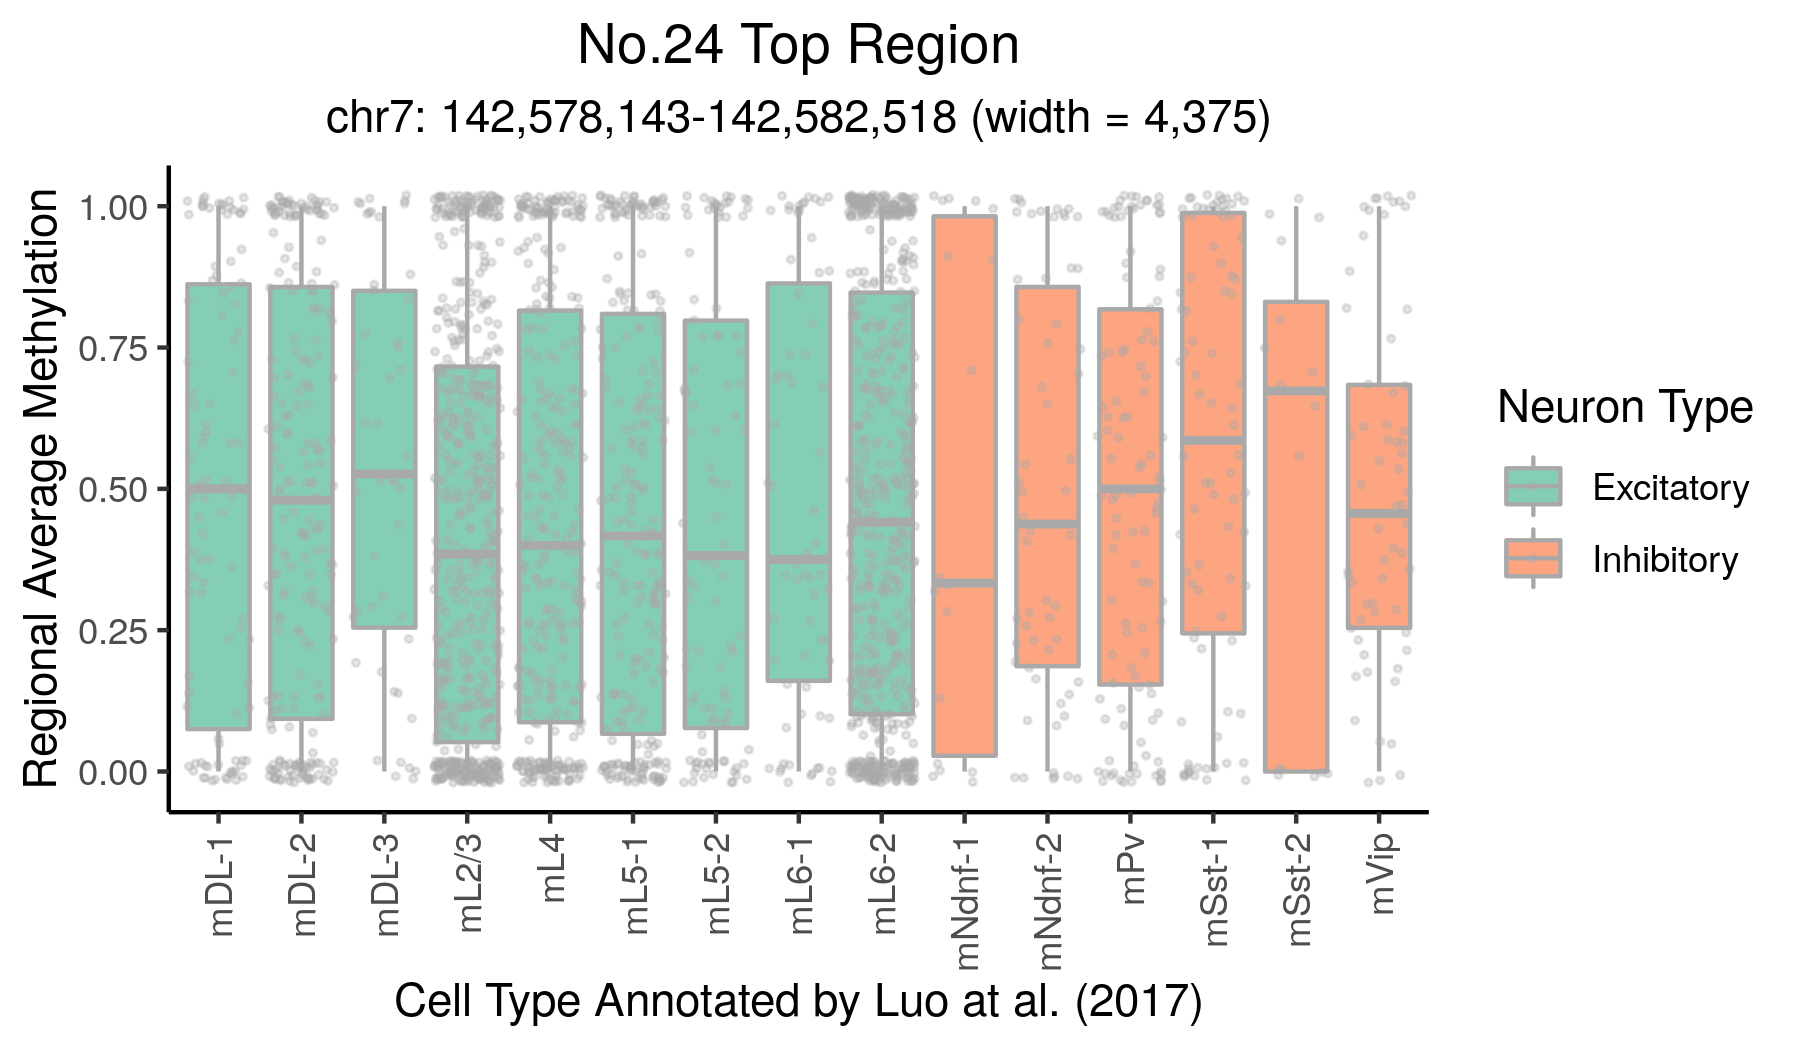 No.24 Top Region
chr7: 142,578,143-142,582,518 (width = 4,375)
Regional Average Methylation
1.00
0.75
0.50
0.25
0.00
mDL-1
mDL-2
mDL-3
mL2/3
mL4
mL5-1
mL5-2
mL6-1
mL6-2
mNdnf-1
mNdnf-2
mPv
mSst-1
mSst-2
mVip
Cell Type Annotated by Luo at al. (2017)
Neuron Type
Excitatory
Inhibitory